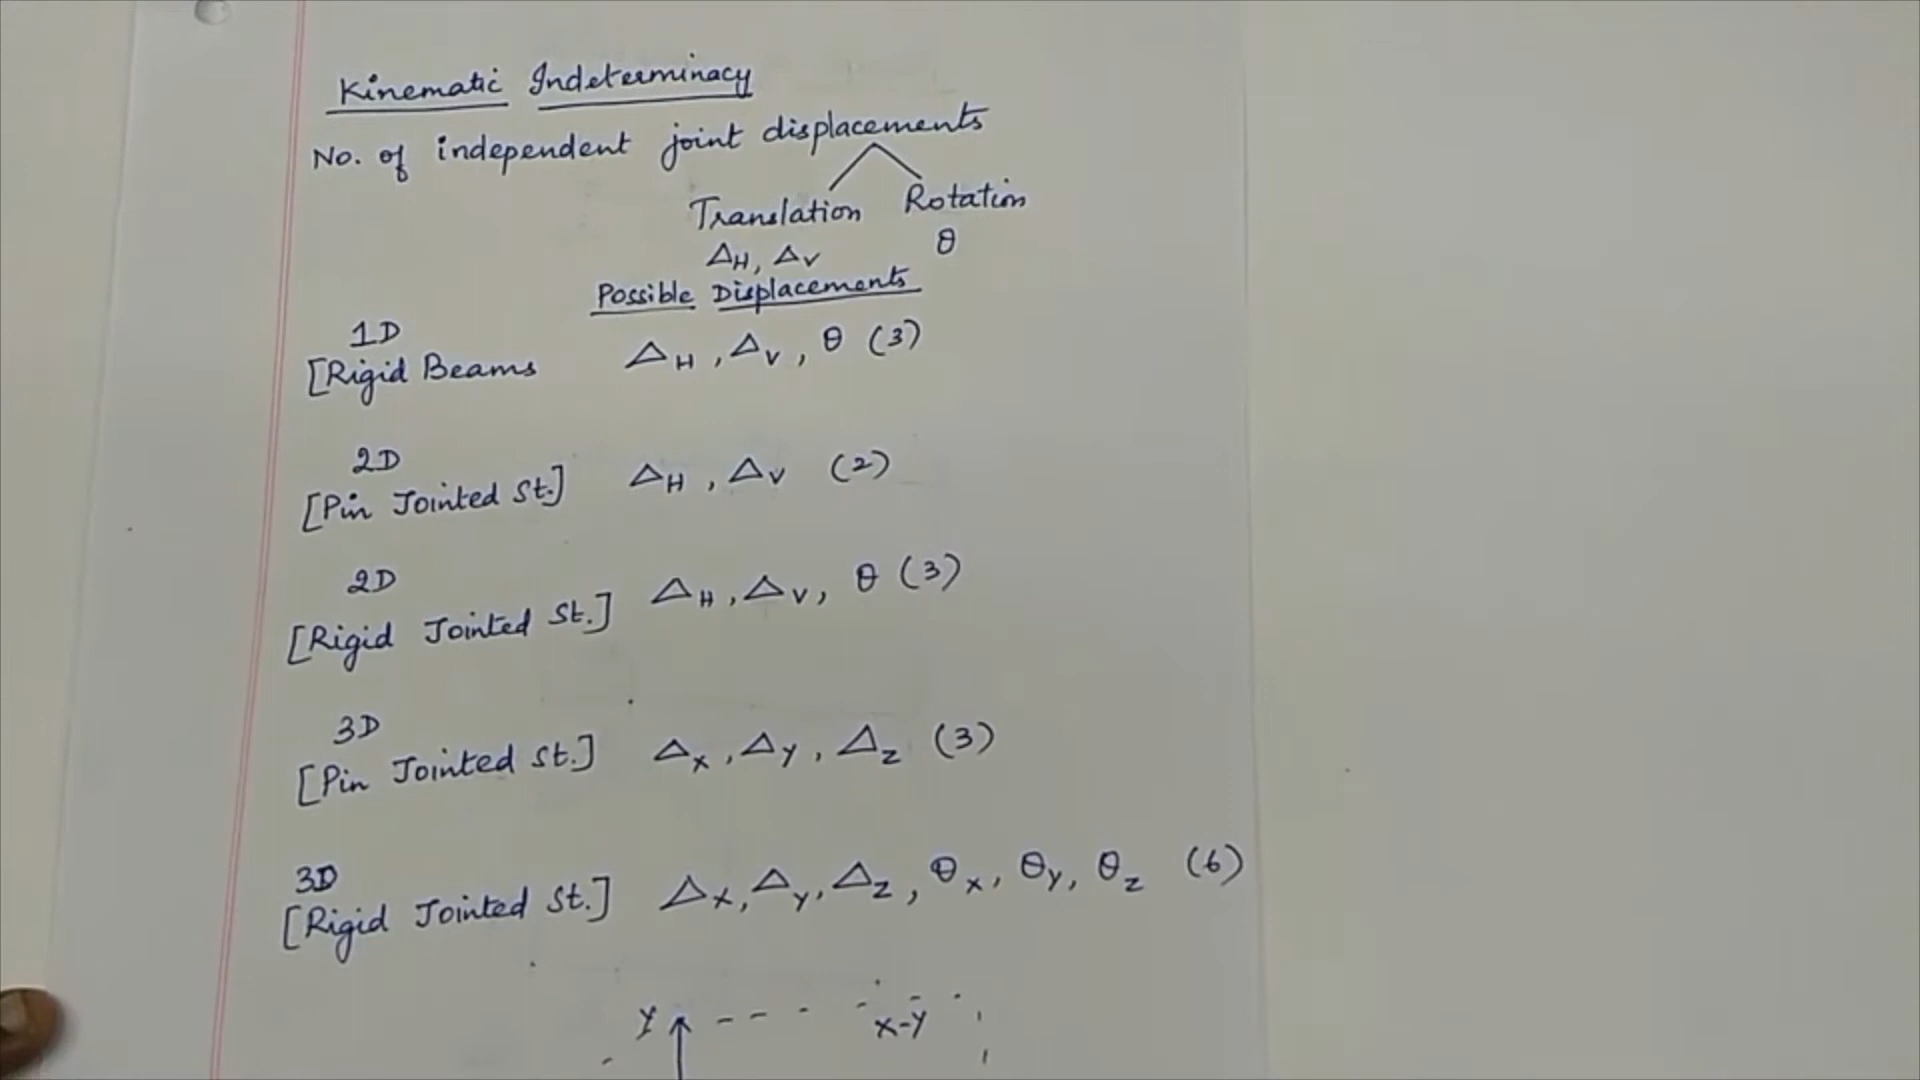 Kinematic Indeterminacy
No. of independent joint displacements
Translation Rotation
ΔH, ΔV θ
Possible Displacements
1D
[Rigid Beams ΔH, ΔV, θ (3)
2D
[Pin Jointed St.] ΔH, ΔV (2)
2D
[Rigid Jointed St.] ΔH, ΔV, θ (3)
3D
[Pin Jointed St.] Δx, Δy, Δz (3)
3D
[Rigid Jointed St.] Δx, Δy, Δz, θx, θy, θz (6)
Y X-Y